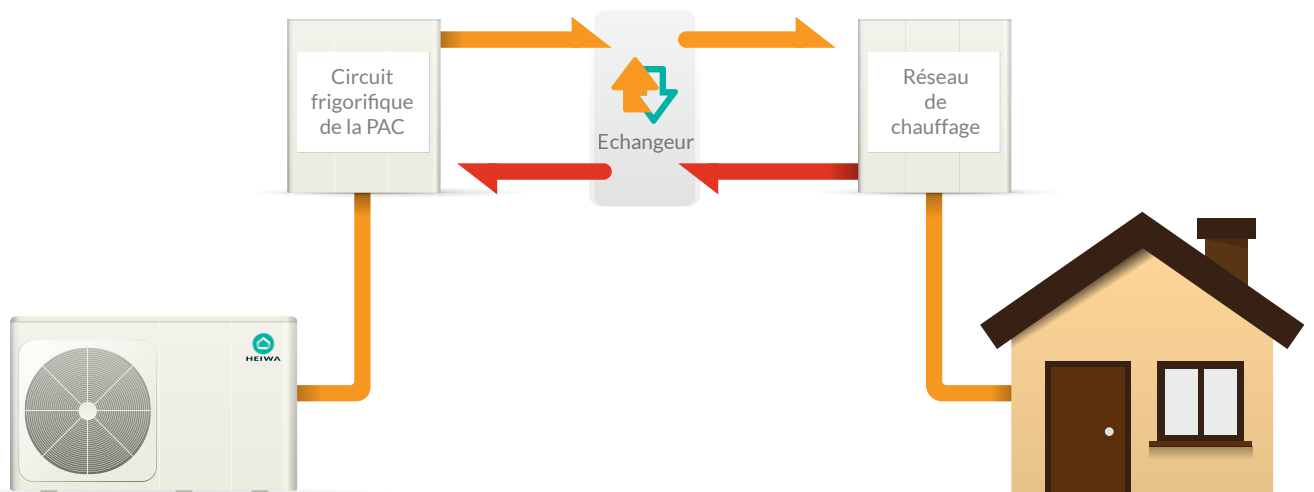 Circuit
frigorifique
de la PAC
Echangeur
Réseau
de
chauffage
HEIWA